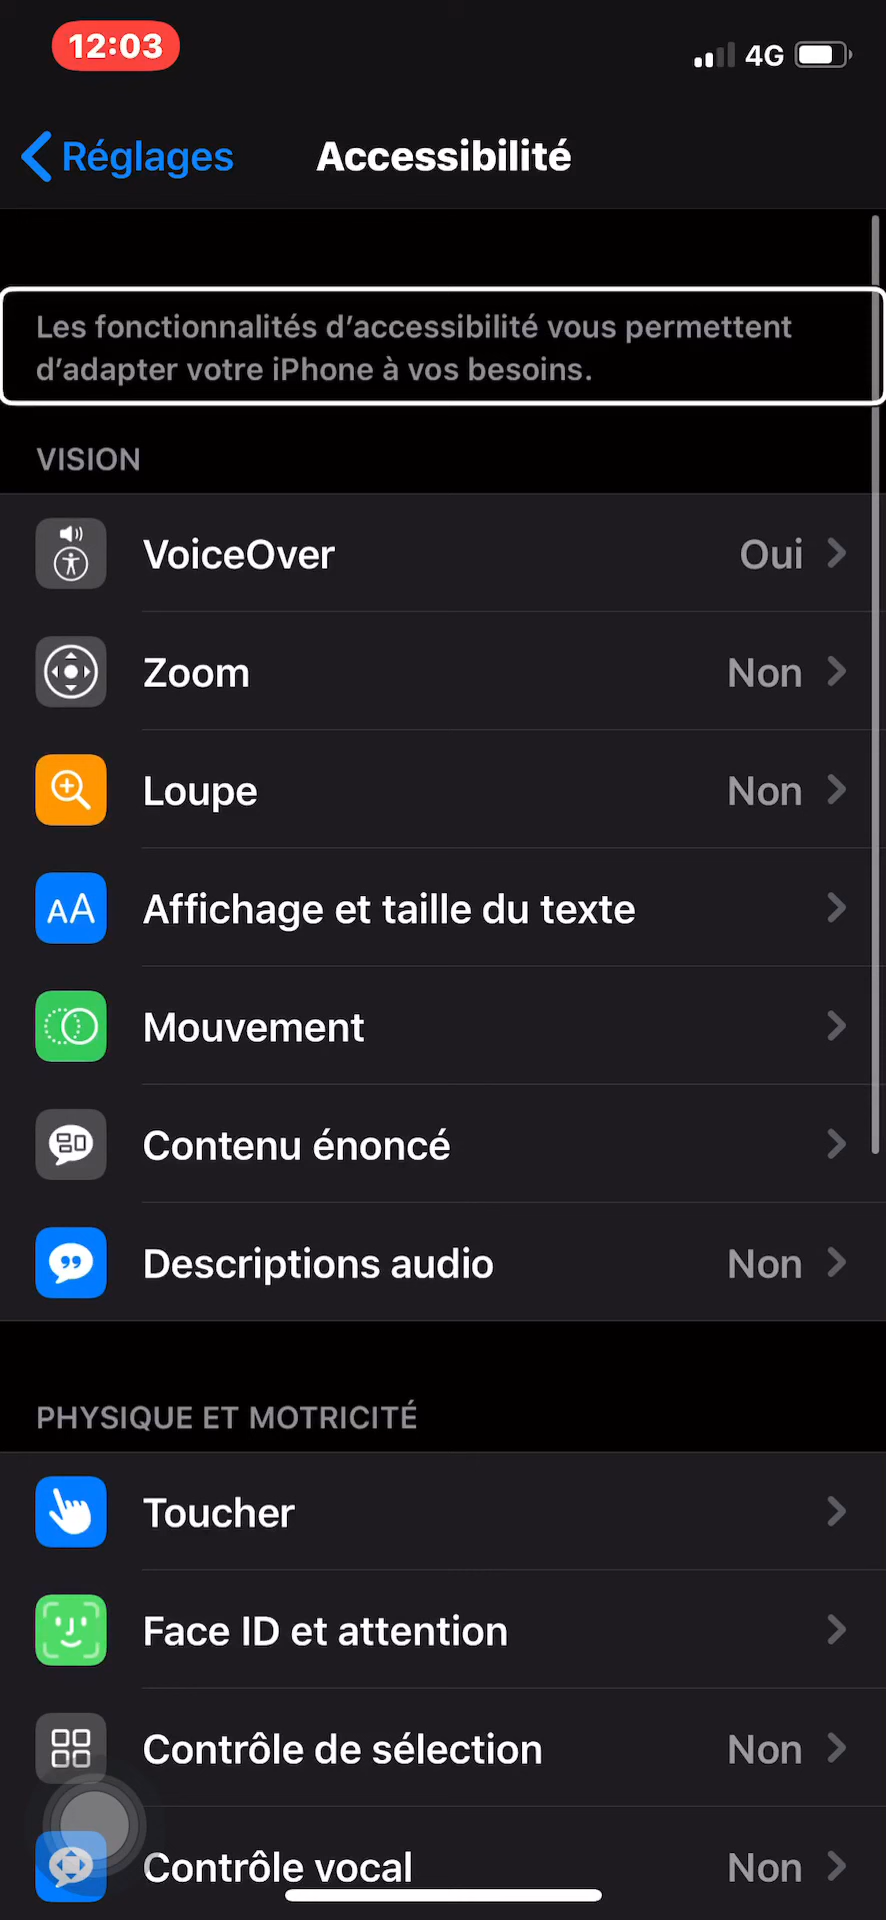 12:03
4G
Réglages
Accessibilité
Les fonctionnalités d’accessibilité vous permettent
d’adapter votre iPhone à vos besoins.
VISION
VoiceOver Oui
Zoom Non
Loupe Non
AA Affichage et taille du texte
Mouvement
Contenu énoncé
Descriptions audio Non
PHYSIQUE ET MOTRICITÉ
Toucher
Face ID et attention
Contrôle de sélection Non
Contrôle vocal Non